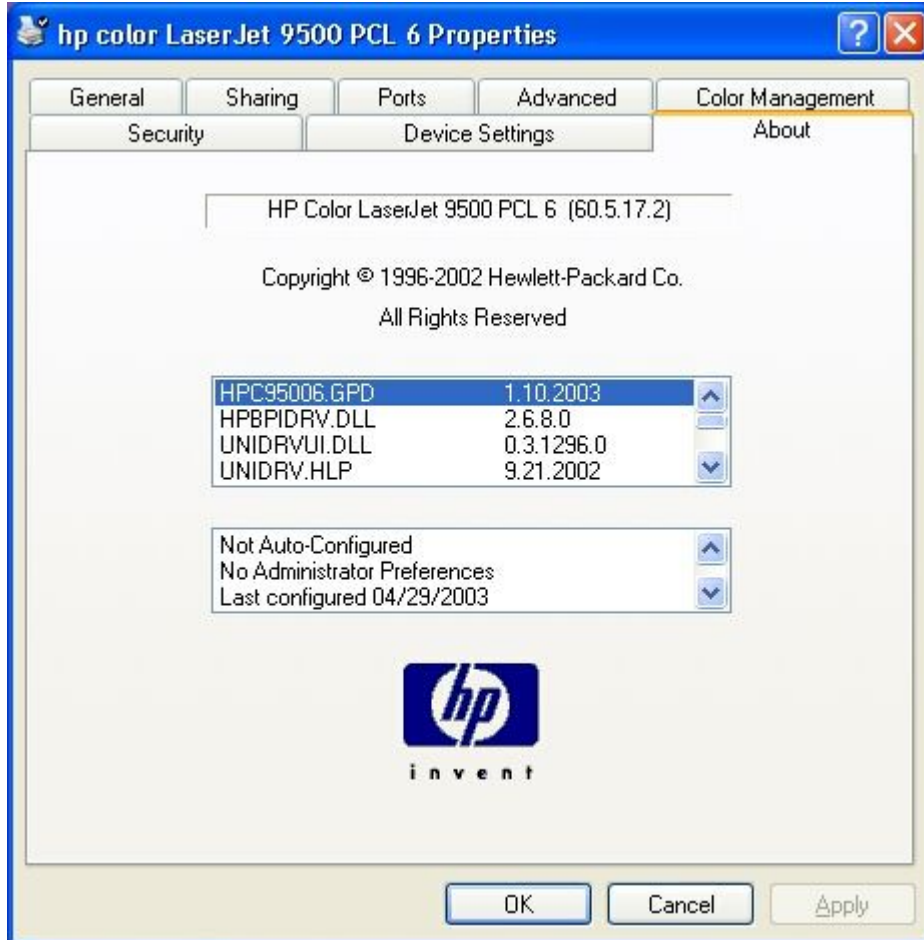 hp color LaserJet 9500 PCL 6 Properties
General Sharing Ports Advanced Color Management
Security Device Settings About
HP Color LaserJet 9500 PCL 6 (60.5.17.2)
Copyright © 1996-2002 Hewlett-Packard Co.
All Rights Reserved
HPC95006.GPD 1.10.2003
HPBPIDRV.DLL 2.6.8.0
UNIDRVUI.DLL 0.3.1296.0
UNIDRV.HLP 9.21.2002
Not Auto-Configured
No Administrator Preferences
Last configured 04/29/2003
hp
invent
OK Cancel Apply